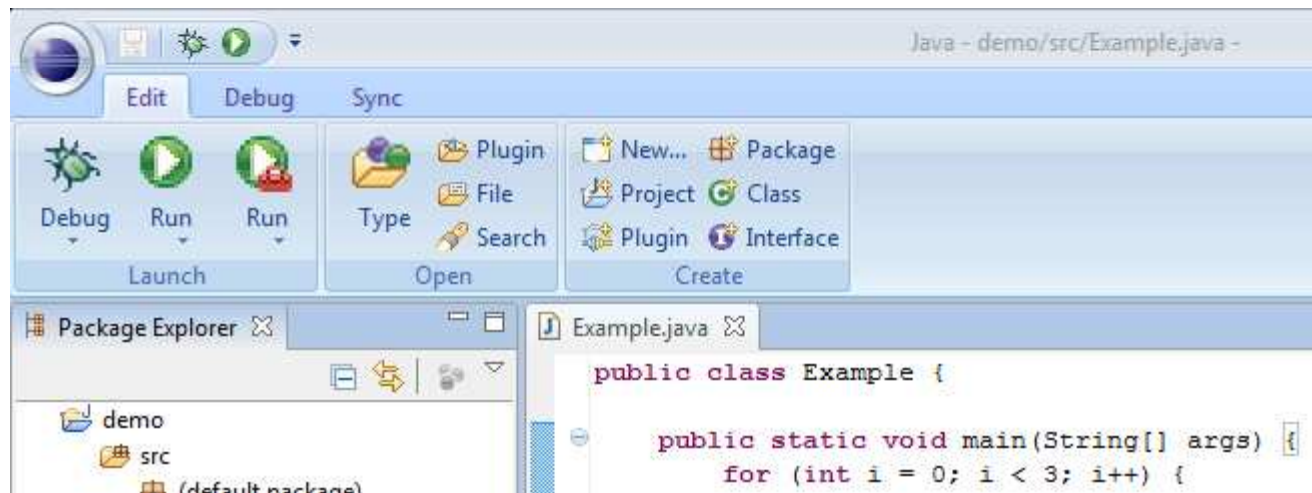 Java - demo/src/Example.java -
Edit Debug Sync
Debug Run Run Type Plugin File Search New... Package
Project Class
Plugin Interface
Launch Open Create
Package Explorer Example.java
public class Example {
demo
public static void main(String[] args) {
src
for (int i = 0; i < 3; i++) {
(default package)